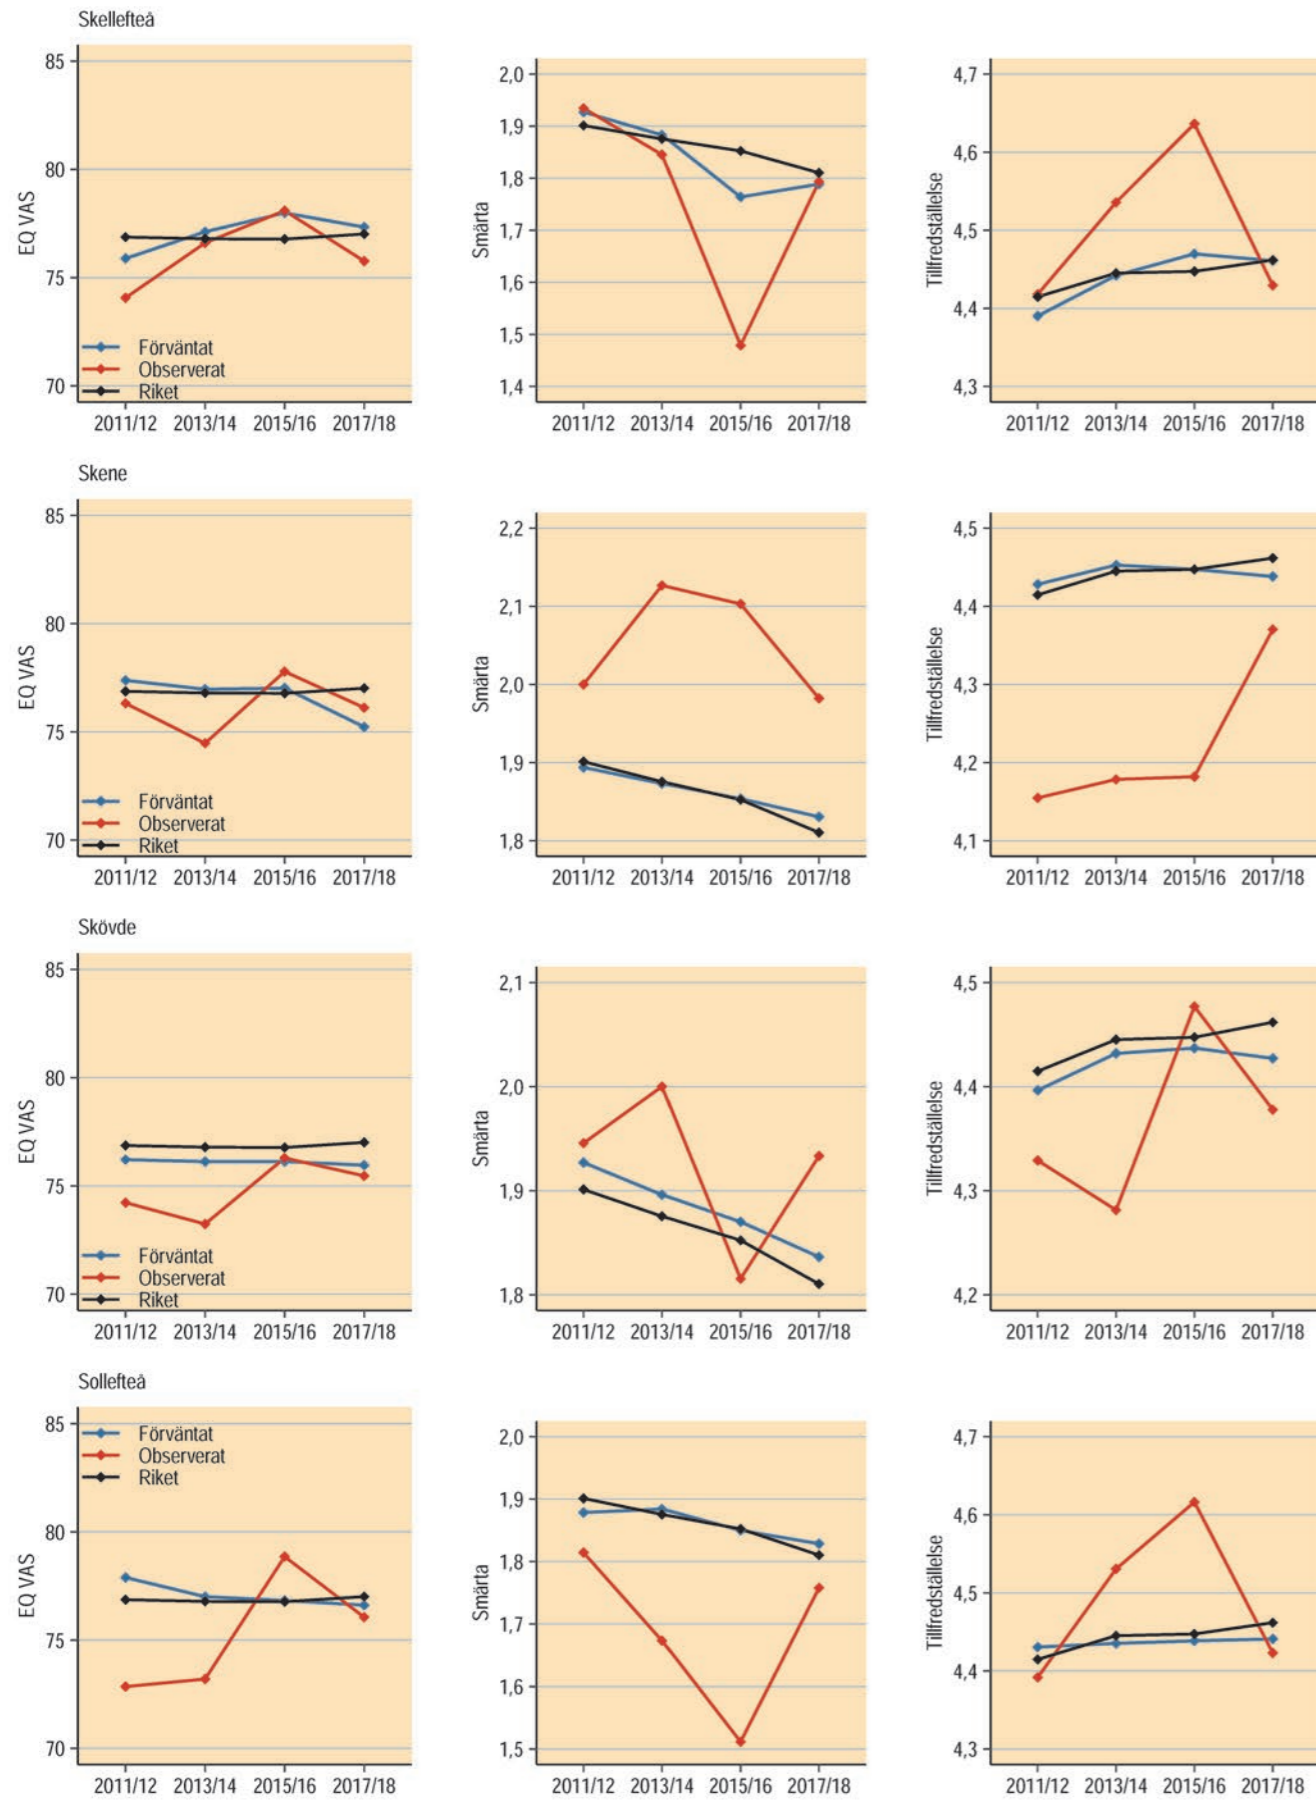 Skellefteå
85
80
75
70
EQ VAS
Förväntat
Observerat
Riket
2011/12 2013/14 2015/16 2017/18
2,0
1,9
1,8
1,7
1,6
1,5
1,4
Smärta
2011/12 2013/14 2015/16 2017/18
4,7
4,6
4,5
4,4
4,3
Tillfredställelse
2011/12 2013/14 2015/16 2017/18
Skene
85
80
75
70
EQ VAS
Förväntat
Observerat
Riket
2011/12 2013/14 2015/16 2017/18
2,2
2,1
2,0
1,9
1,8
Smärta
2011/12 2013/14 2015/16 2017/18
4,5
4,4
4,3
4,2
4,1
Tillfredställelse
2011/12 2013/14 2015/16 2017/18
Skövde
85
80
75
70
EQ VAS
Förväntat
Observerat
Riket
2011/12 2013/14 2015/16 2017/18
2,1
2,0
1,9
1,8
Smärta
2011/12 2013/14 2015/16 2017/18
4,5
4,4
4,3
4,2
Tillfredställelse
2011/12 2013/14 2015/16 2017/18
Sollefteå
85
80
75
70
EQ VAS
Förväntat
Observerat
Riket
2011/12 2013/14 2015/16 2017/18
2,0
1,9
1,8
1,7
1,6
1,5
Smärta
2011/12 2013/14 2015/16 2017/18
4,7
4,6
4,5
4,4
4,3
Tillfredställelse
2011/12 2013/14 2015/16 2017/18